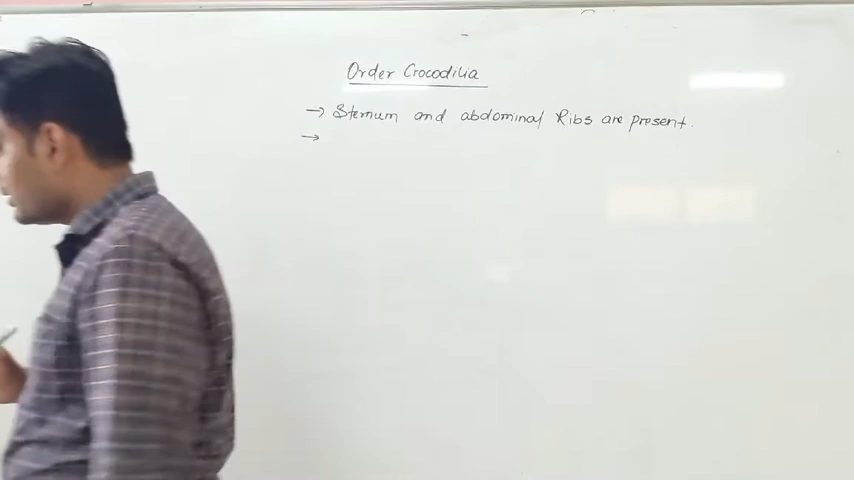 Order Crocodilia
→ Sternum and abdominal Ribs are present.
→